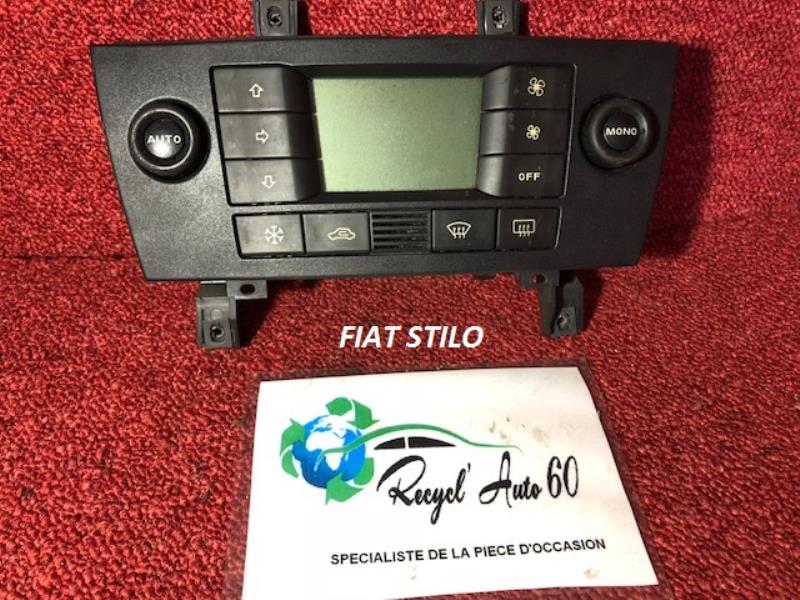 AUTO
MONO
OFF
FIAT STILO
Recycl' Auto 60
SPECIALISTE DE LA PIECE D'OCCASION